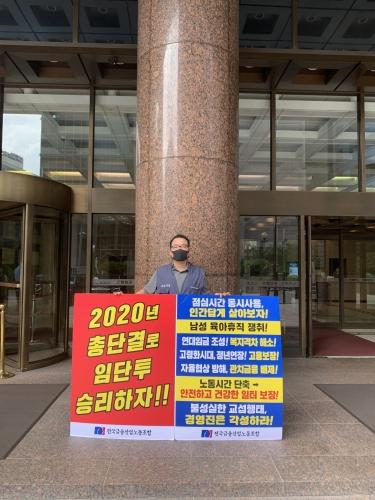 2020년
총단결로
임단투
승리하자!!
전국금융산업노동조합
점심시간 동시사용,
인간답게 살아보자!
남성 육아휴직 쟁취!
연대임금 조성! 복지격차 해소!
고령화시대, 정년연장! 고용보장!
자율협상 방해, 관치금융 배제!
노동시간 단축 ➡
안전하고 건강한 일터 보장!
불성실한 교섭행태,
경영진은 각성하라!
전국금융산업노동조합